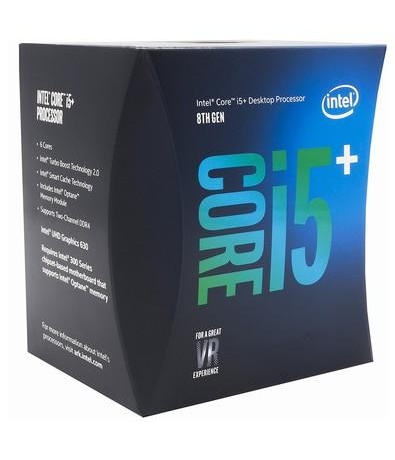 INTEL® CORE™ i5+
PROCESSOR
• 6 Cores
• Intel® Turbo Boost Technology 2.0
• Intel® Smart Cache Technology
• Includes Intel® Optane™
Memory Module
• Supports Two-Channel DDR4
Intel® UHD Graphics 630
Requires Intel® 300 Series
chipset-based motherboard that
supports Intel® Optane™ memory
For more information about Intel's
processors, visit ark.intel.com
Intel® Core™ i5+ Desktop Processor
8TH GEN
intel®
CORE
i5+
FOR A GREAT
VR
EXPERIENCE